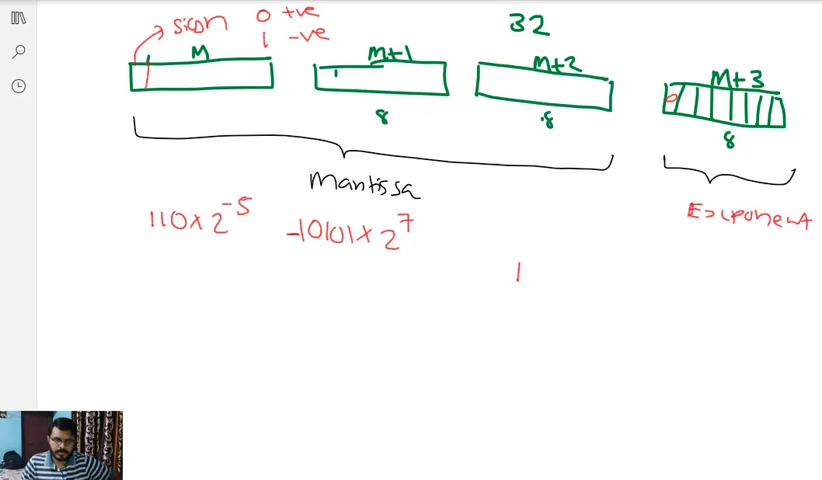 sign 0 +ve 32
1 -ve
M M+1 M+2 M+3
0
8 8 8
Mantissa
Exponent
110 x 2^-5 -10101 x 2^7
1